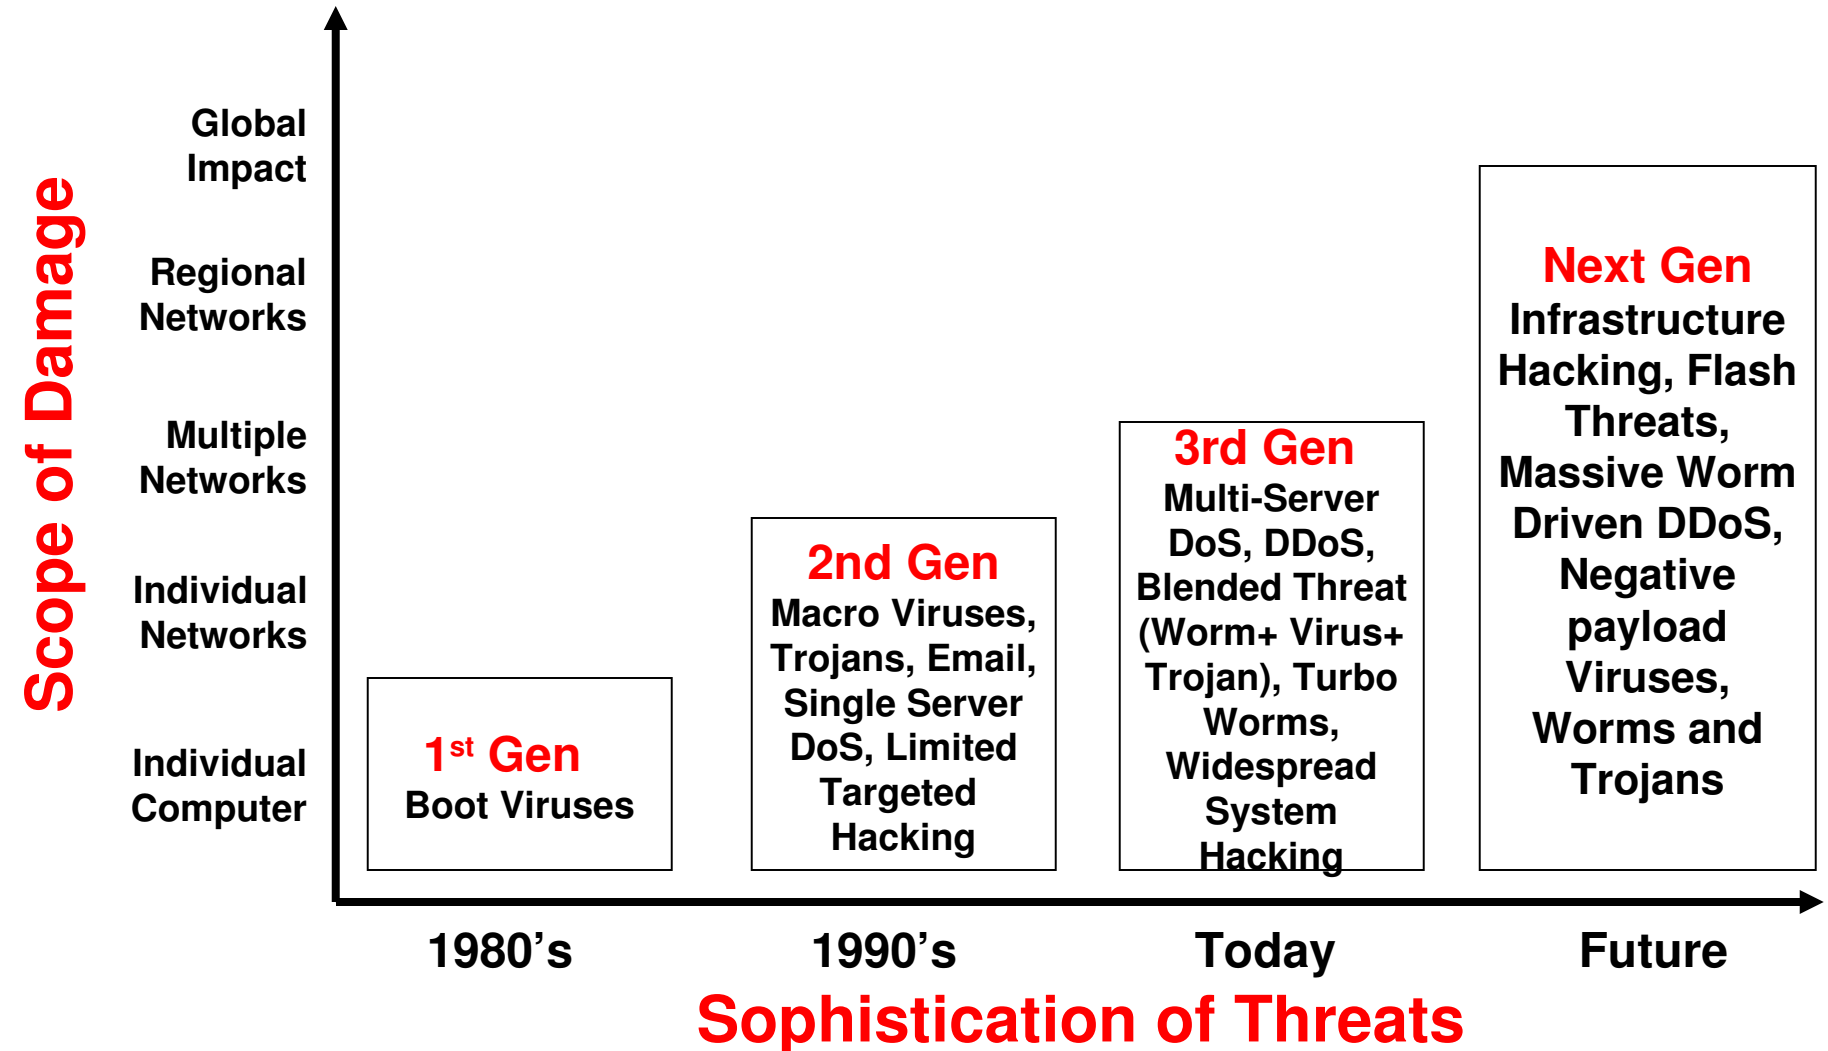 Scope of Damage
Global
Impact
Regional
Networks
Multiple
Networks
Individual
Networks
Individual
Computer
1st Gen
Boot Viruses
2nd Gen
Macro Viruses,
Trojans, Email,
Single Server
DoS, Limited
Targeted
Hacking
3rd Gen
Multi-Server
DoS, DDoS,
Blended Threat
(Worm+ Virus+
Trojan), Turbo
Worms,
Widespread
System
Hacking
Next Gen
Infrastructure
Hacking, Flash
Threats,
Massive Worm
Driven DDoS,
Negative
payload
Viruses,
Worms and
Trojans
1980’s
1990’s
Today
Future
Sophistication of Threats